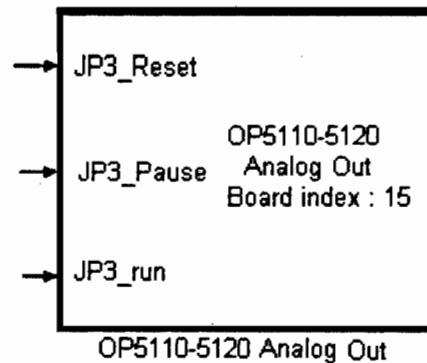 JP3_Reset
OP5110-5120
Analog Out
JP3_Pause
Board index : 15
JP3_run
OP5110-5120 Analog Out